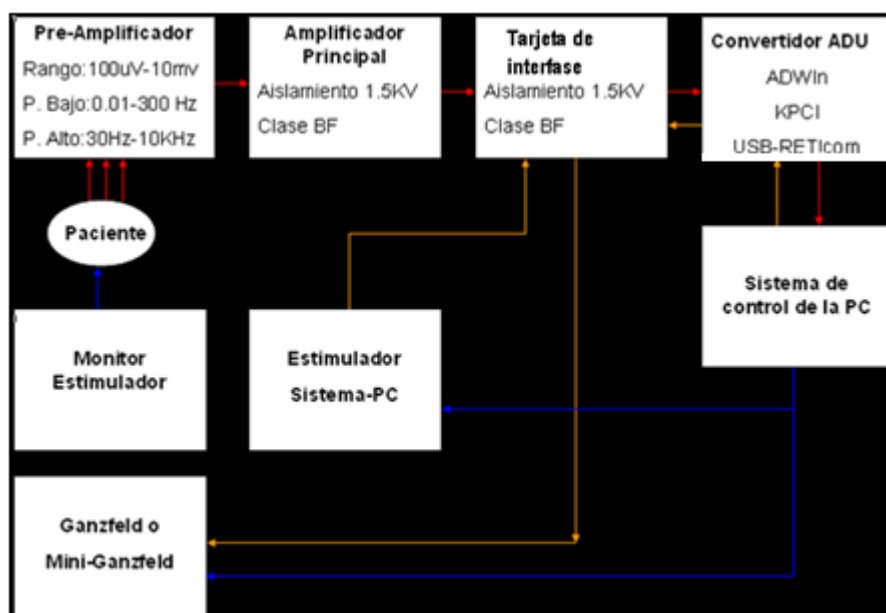 Pre-Amplificador
Rango:100uV-10mv
P. Bajo:0.01-300 Hz
P. Alto:30Hz-10KHz
Amplificador
Principal
Aislamiento 1.5KV
Clase BF
Tarjeta de
interfase
Aislamiento 1.5KV
Clase BF
Convertidor ADU
ADWIn
KPCI
USB-RETIcom
Paciente
Monitor
Estimulador
Estimulador
Sistema-PC
Sistema de
control de la PC
Ganzfeld o
Mini-Ganzfeld